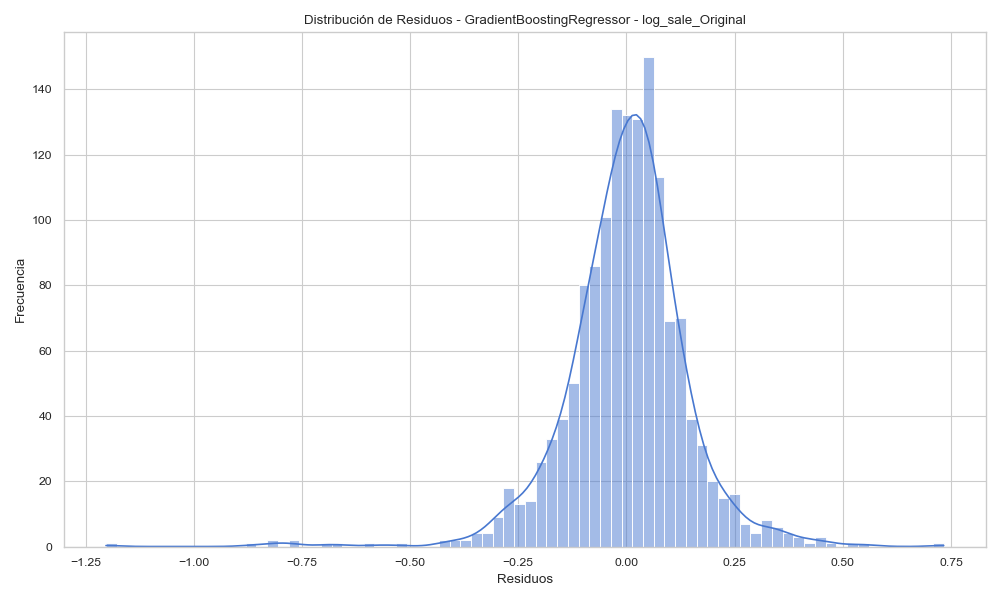 Distribución de Residuos - GradientBoostingRegressor - log_sale_Original
Frecuencia
140
120
100
80
60
40
20
0
−1.25 −1.00 −0.75 −0.50 −0.25 0.00 0.25 0.50 0.75
Residuos